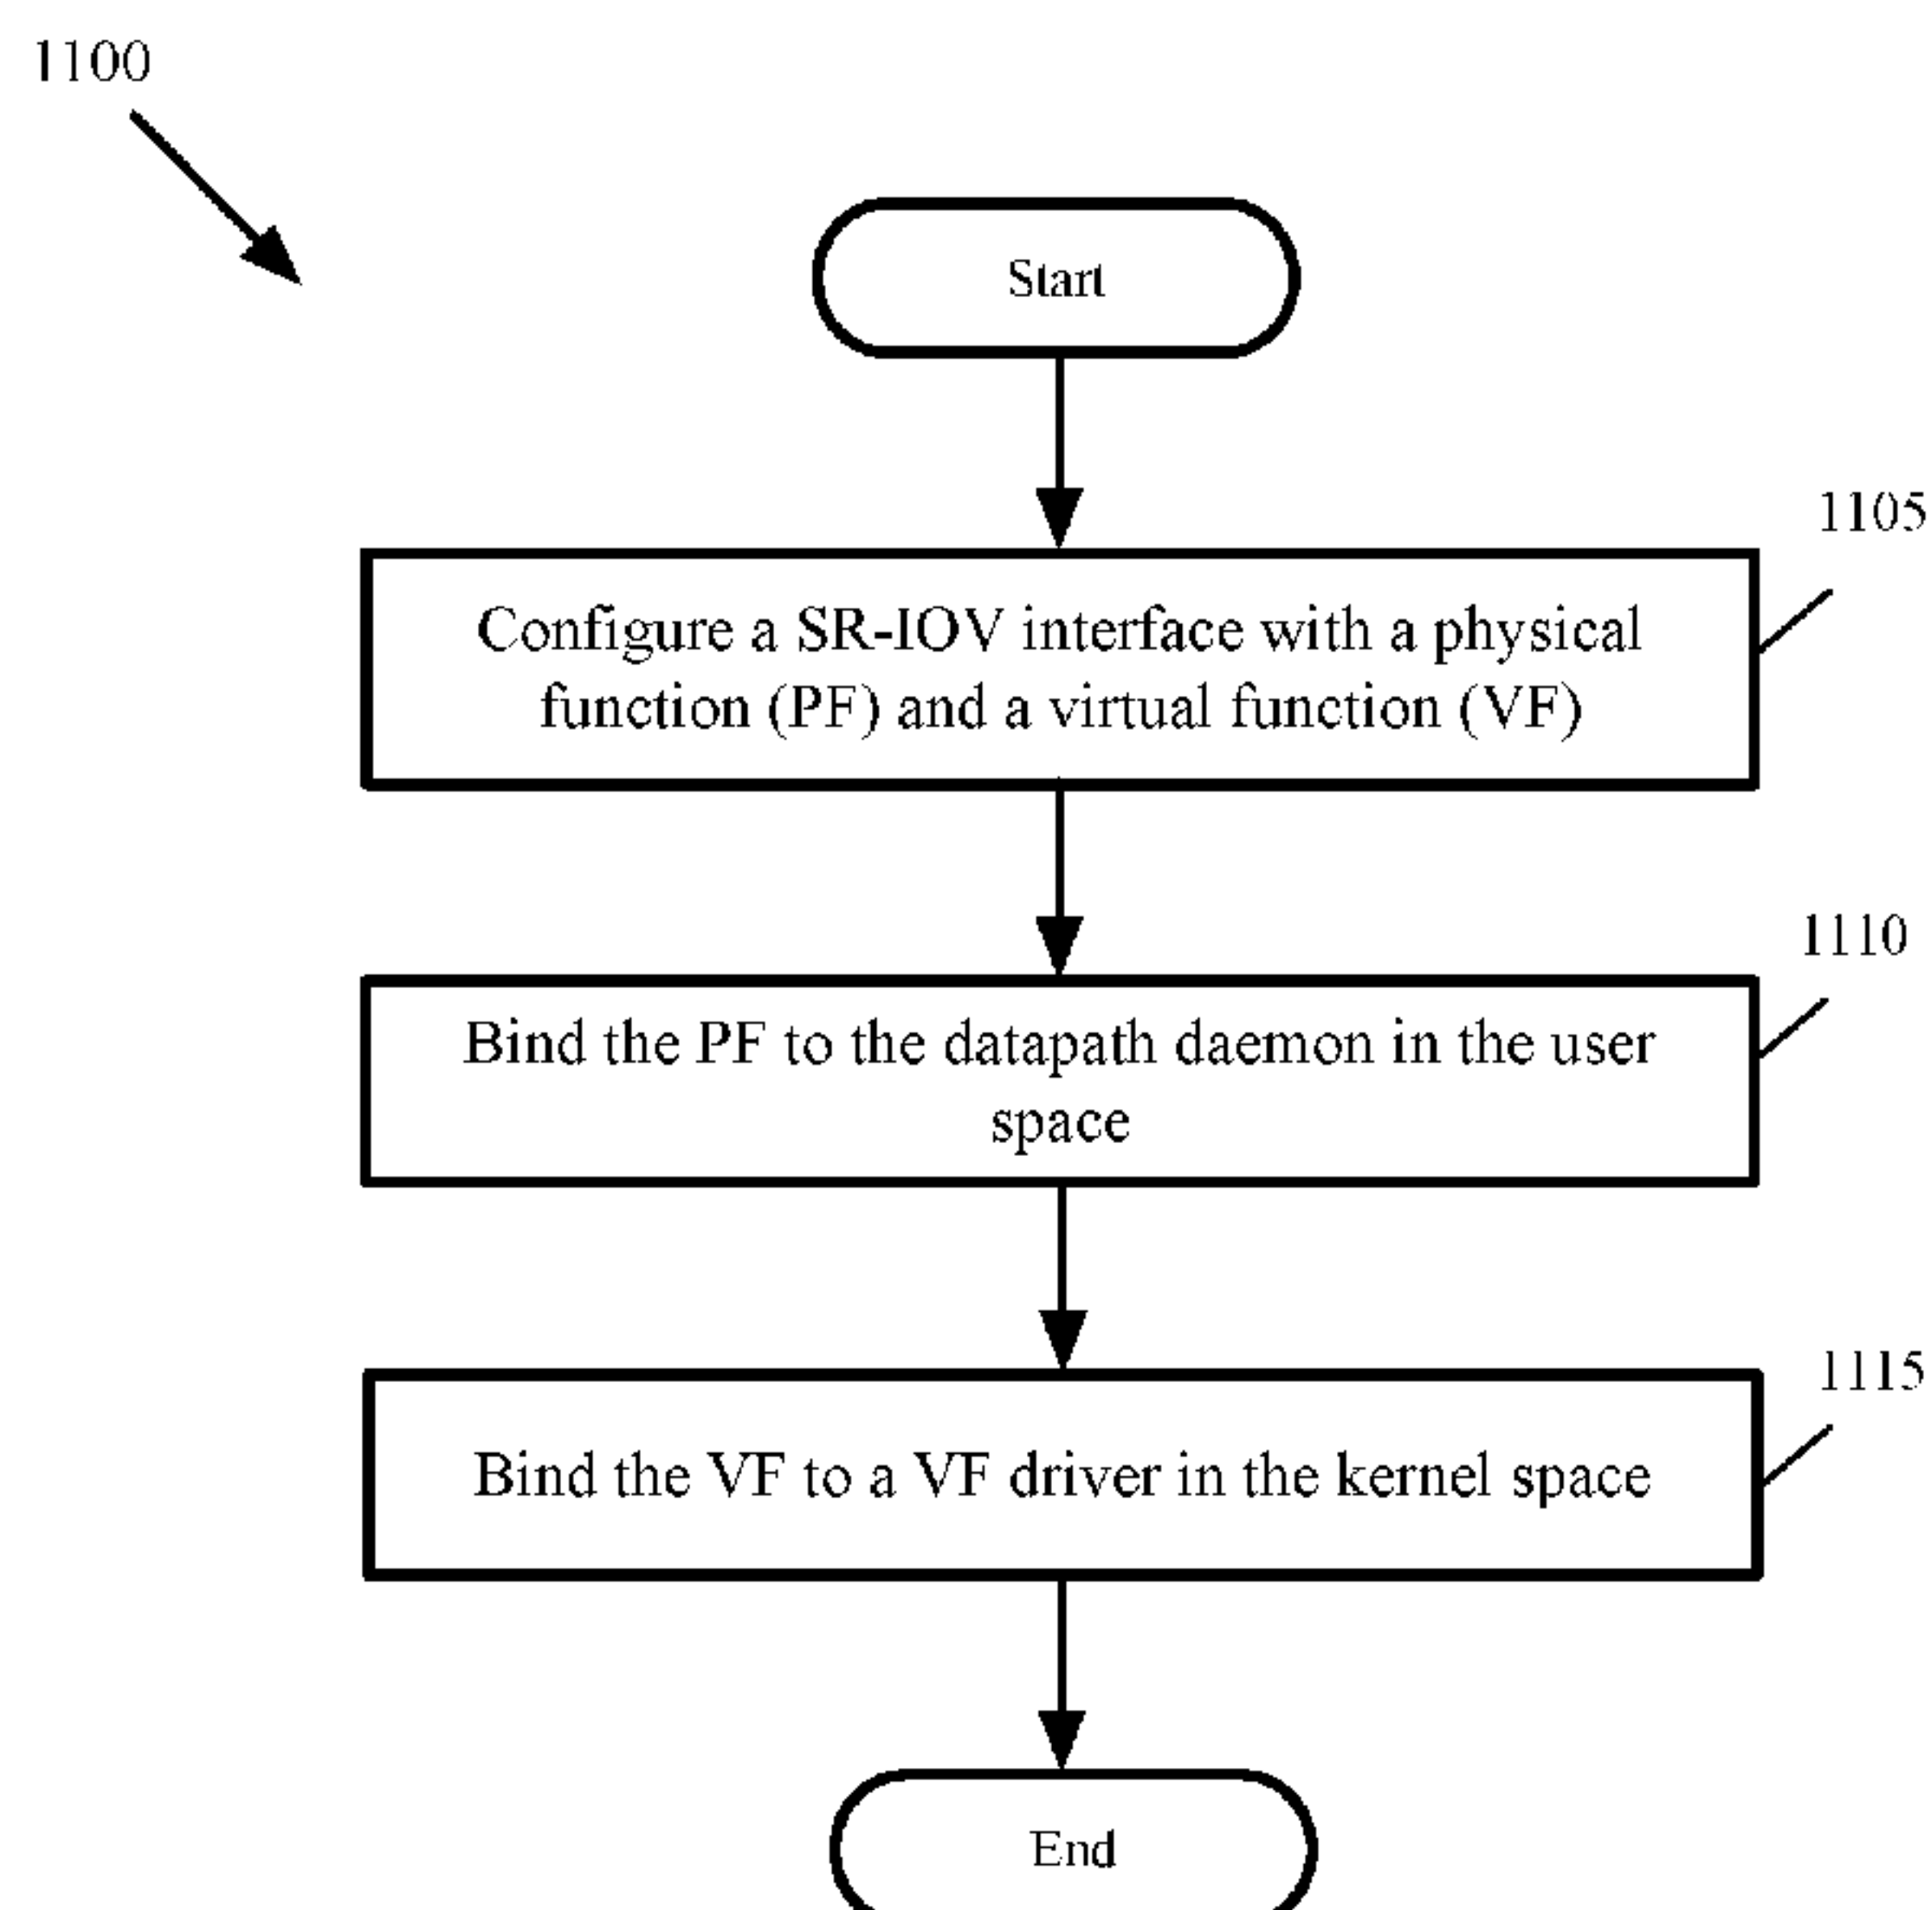 1100
Start
1105
Configure a SR-IOV interface with a physical
function (PF) and a virtual function (VF)
1110
Bind the PF to the datapath daemon in the user
space
1115
Bind the VF to a VF driver in the kernel space
End